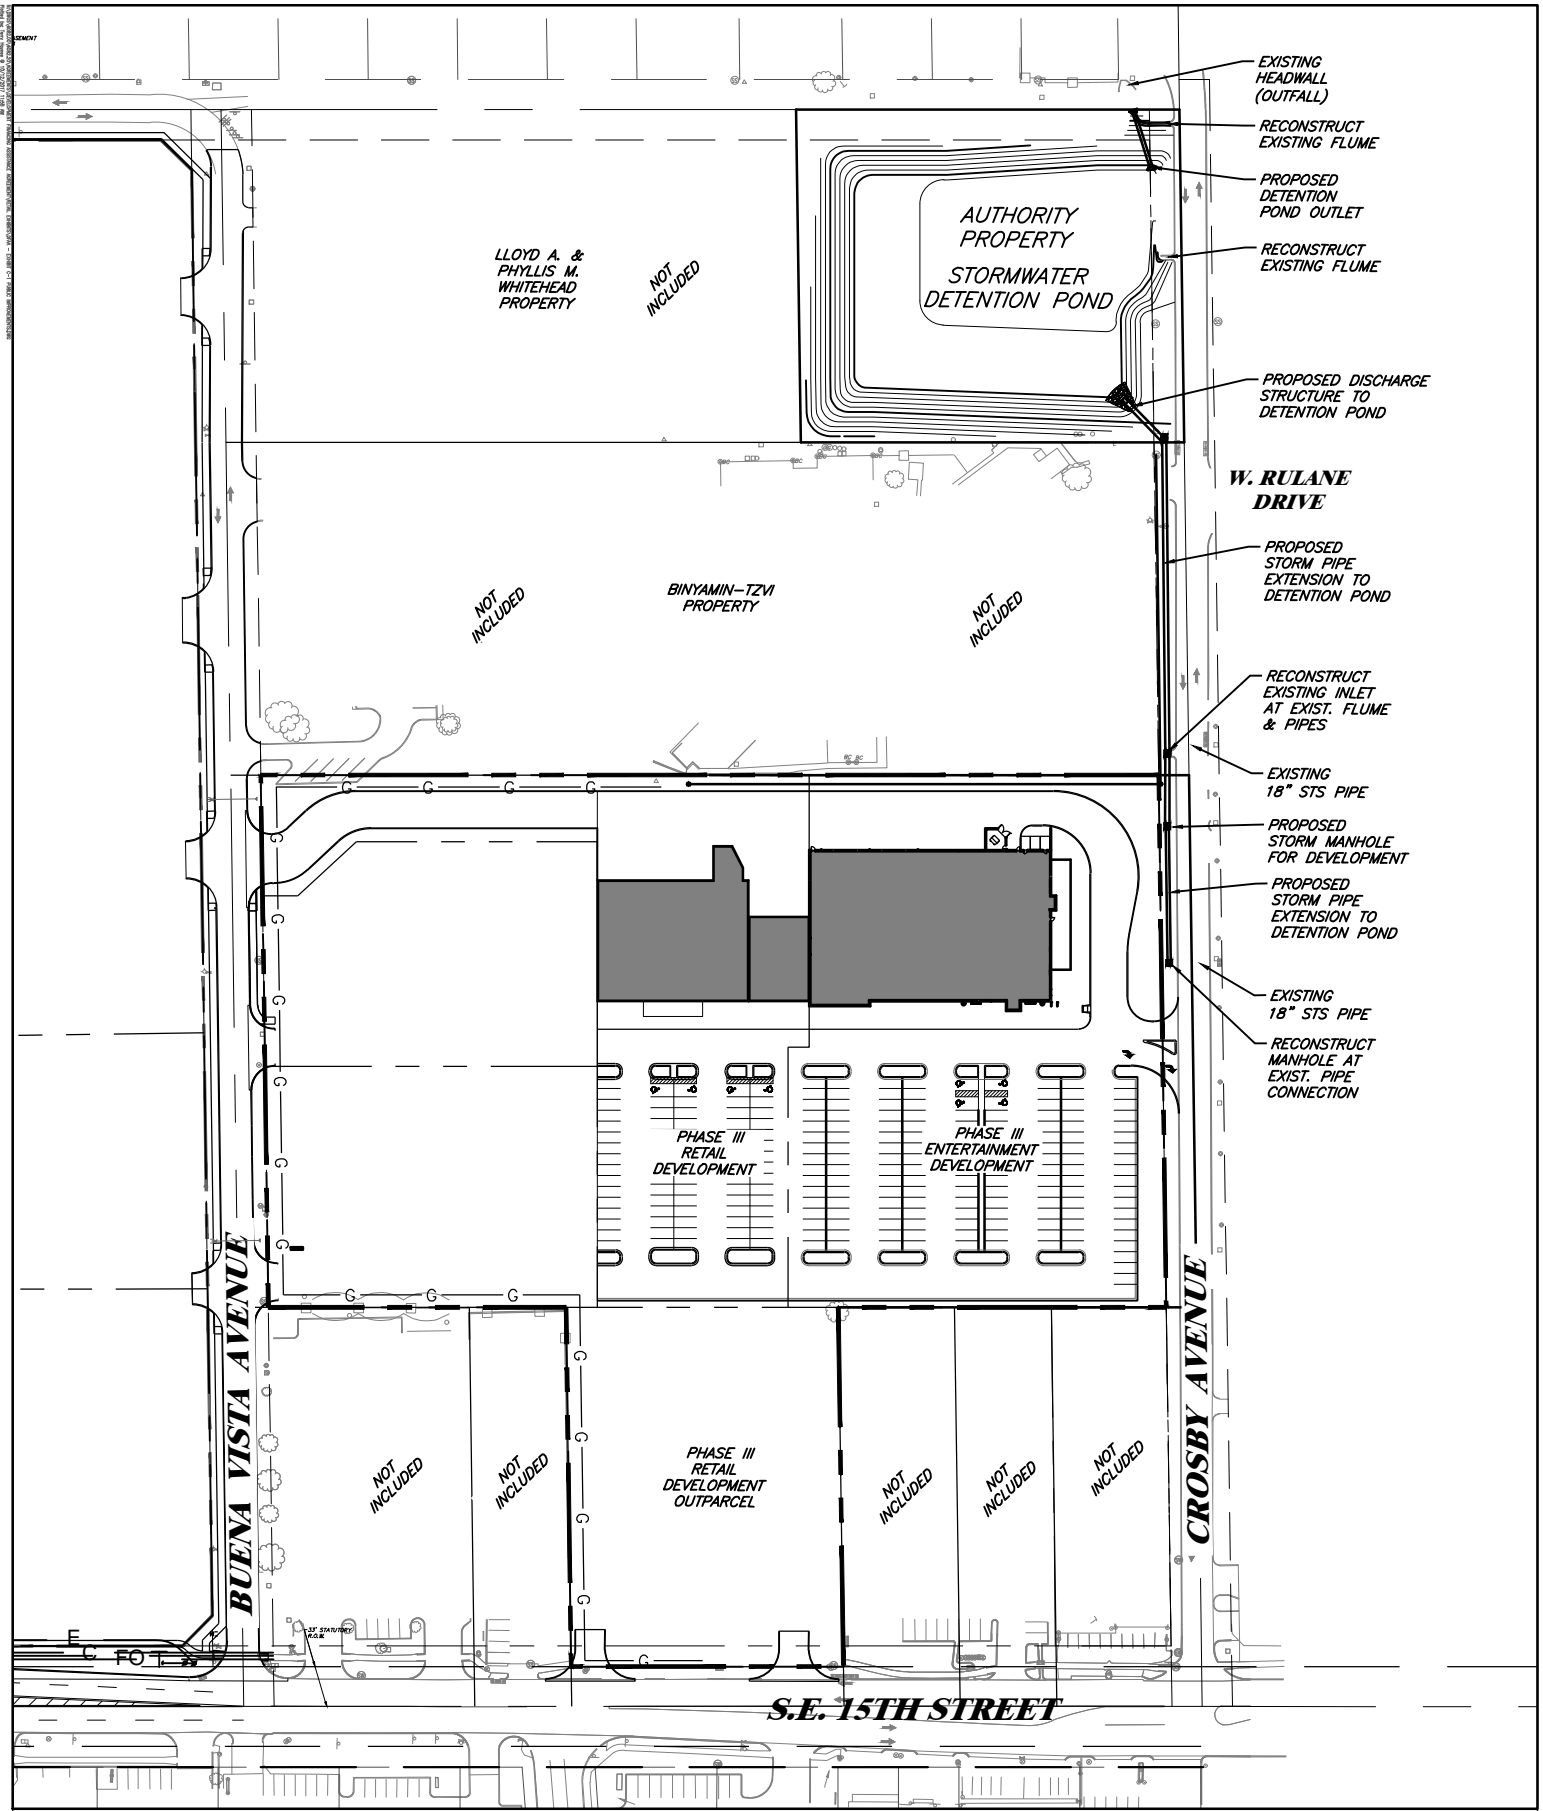 EXISTING
HEADWALL
(OUTFALL)
RECONSTRUCT
EXISTING FLUME
PROPOSED
DETENTION
POND OUTLET
RECONSTRUCT
EXISTING FLUME
AUTHORITY
PROPERTY
STORMWATER
DETENTION POND
LLOYD A. &
PHYLLIS M.
WHITEHEAD
PROPERTY
NOT
INCLUDED
PROPOSED DISCHARGE
STRUCTURE TO
DETENTION POND
W. RULANE
DRIVE
PROPOSED
STORM PIPE
EXTENSION TO
DETENTION POND
BINYAMIN-TZVI
PROPERTY
NOT
INCLUDED
NOT
INCLUDED
RECONSTRUCT
EXISTING INLET
AT EXIST. FLUME
& PIPES
EXISTING
18" STS PIPE
PROPOSED
STORM MANHOLE
FOR DEVELOPMENT
PROPOSED
STORM PIPE
EXTENSION TO
DETENTION POND
EXISTING
18" STS PIPE
RECONSTRUCT
MANHOLE AT
EXIST. PIPE
CONNECTION
G G G G
G
G
G
G
G
G
G G G
G
G
G
G
G
PHASE III
RETAIL
DEVELOPMENT
PHASE III
ENTERTAINMENT
DEVELOPMENT
BUENA VISTA AVENUE
CROSBY AVENUE
NOT
INCLUDED
NOT
INCLUDED
PHASE III
RETAIL
DEVELOPMENT
OUTPARCEL
NOT
INCLUDED
NOT
INCLUDED
NOT
INCLUDED
33' STATUTORY
R.O.W.
E
C
FO
T
S.E. 15TH STREET